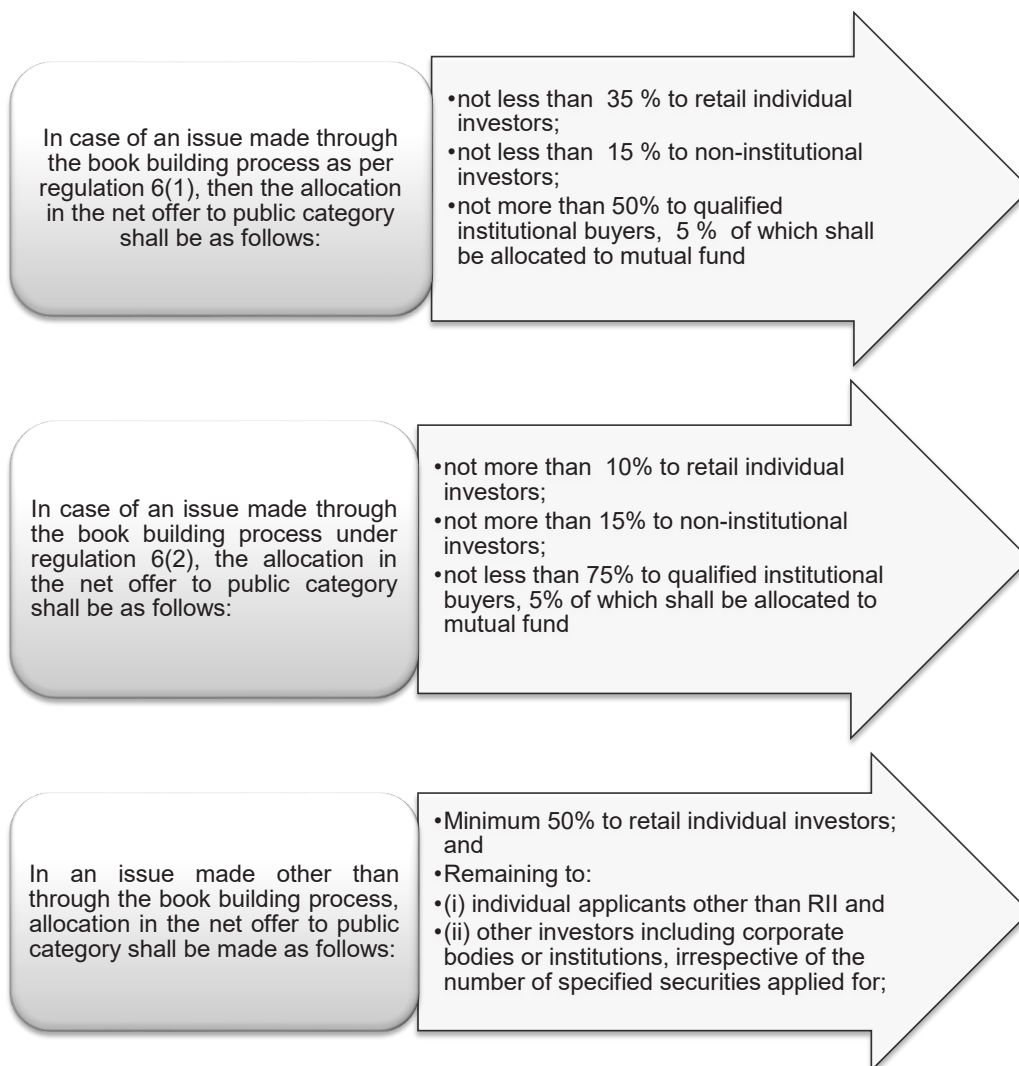 In case of an issue made through
the book building process as per
regulation 6(1), then the allocation
in the net offer to public category
shall be as follows:
•not less than 35 % to retail individual
investors;
•not less than 15 % to non-institutional
investors;
•not more than 50% to qualified
institutional buyers, 5 % of which shall
be allocated to mutual fund
In case of an issue made through
the book building process under
regulation 6(2), the allocation in
the net offer to public category
shall be as follows:
•not more than 10% to retail individual
investors;
•not more than 15% to non-institutional
investors;
•not less than 75% to qualified institutional
buyers, 5% of which shall be allocated to
mutual fund
In an issue made other than
through the book building process,
allocation in the net offer to public
category shall be made as follows:
•Minimum 50% to retail individual investors;
and
•Remaining to:
•(i) individual applicants other than RII and
•(ii) other investors including corporate
bodies or institutions, irrespective of the
number of specified securities applied for;